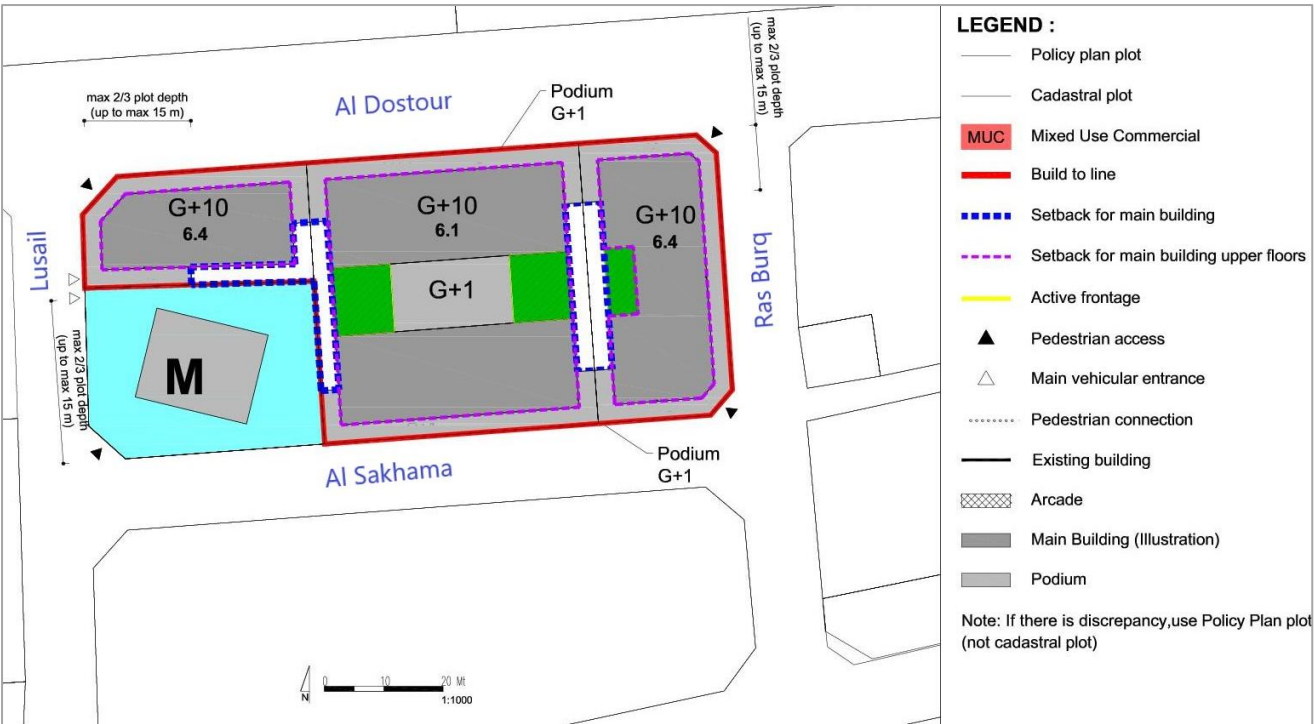 max 2/3 plot depth
(up to max 15 m)
Al Dostour
Podium
G+1
max 2/3 plot depth
(up to max 15 m)
G+10
6.4
G+10
6.1
G+10
6.4
Lusail
G+1
Ras Burq
max 2/3 plot depth
(up to max 15 m)
M
Al Sakhama
Podium
G+1
N
0 10 20 Mt
1:1000
LEGEND :
Policy plan plot
Cadastral plot
MUC Mixed Use Commercial
Build to line
Setback for main building
Setback for main building upper floors
Active frontage
Pedestrian access
Main vehicular entrance
Pedestrian connection
Existing building
Arcade
Main Building (Illustration)
Podium
Note: If there is discrepancy,use Policy Plan plot
(not cadastral plot)